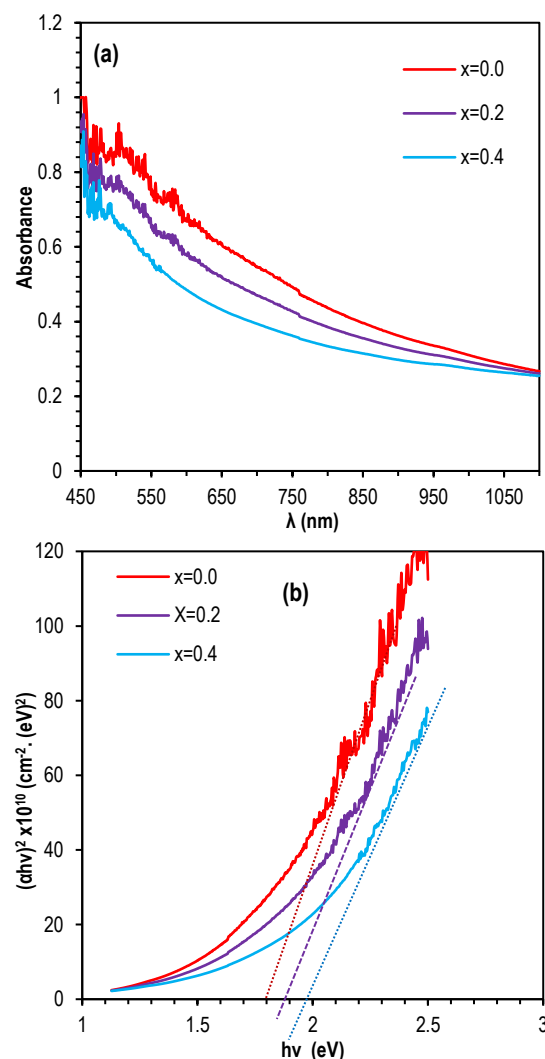 1.2
(a)
x=0.0
1
x=0.2
0.8
x=0.4
0.6
Absorbance
0.4
0.2
0
450 550 650 750 850 950 1050
λ (nm)
120
x=0.0
(b)
X=0.2
100
x=0.4
80
60
(αhν)² x10¹⁰ (cm⁻². (eV)²)
40
20
0
1 1.5 2 2.5 3
hν (eV)